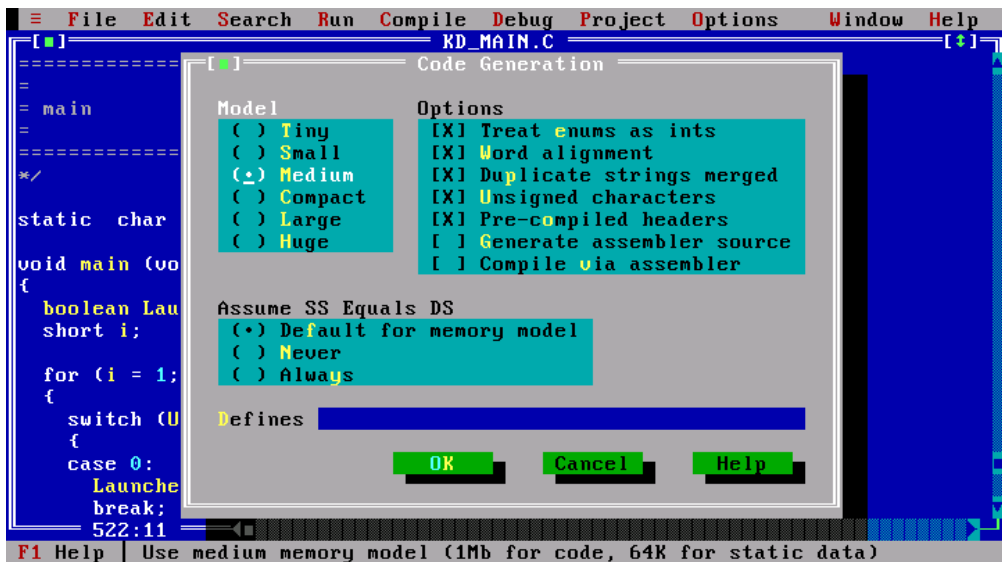 ≡ File Edit Search Run Compile Debug Project Options Window Help
[■] KD_MAIN.C [↕]
=============
[■] Code Generation
=
= main
=
=============
*/
static char
void main (vo
{
boolean Lau
short i;
for (i = 1;
{
switch (U
{
case 0:
Launche
break;
522:11
Model
( ) Tiny
( ) Small
(•) Medium
( ) Compact
( ) Large
( ) Huge
Options
[X] Treat enums as ints
[X] Word alignment
[X] Duplicate strings merged
[X] Unsigned characters
[X] Pre-compiled headers
[ ] Generate assembler source
[ ] Compile via assembler
Assume SS Equals DS
(•) Default for memory model
( ) Never
( ) Always
Defines
OK Cancel Help
F1 Help | Use medium memory model (1Mb for code, 64K for static data)